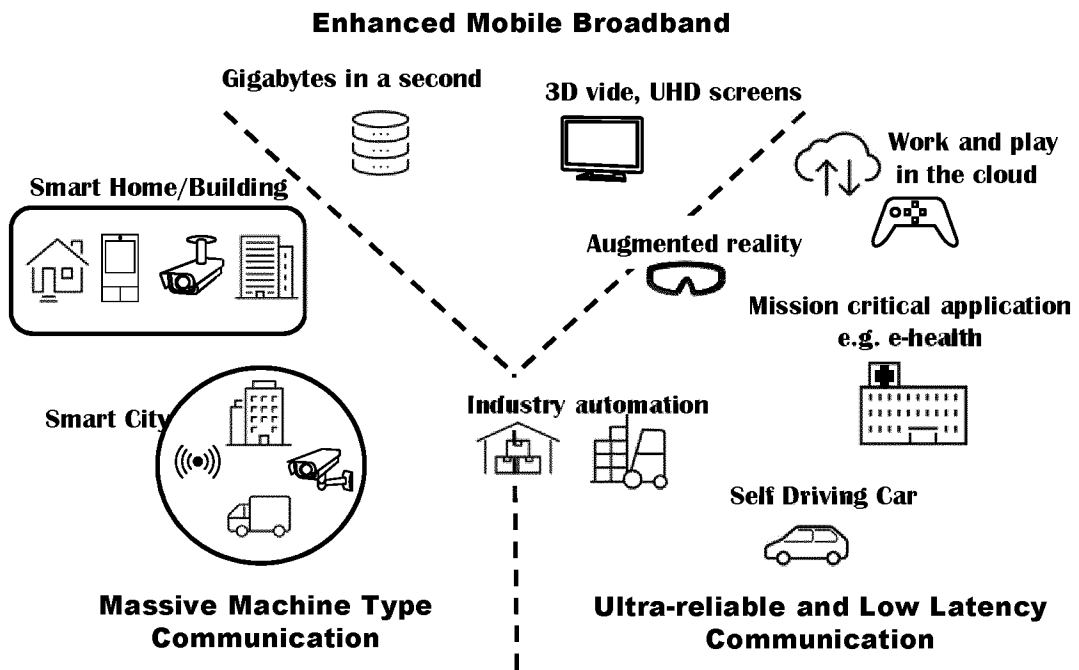 Enhanced Mobile Broadband
Gigabytes in a second
3D vide, UHD screens
Work and play
in the cloud
Smart Home/Building
Augmented reality
Mission critical application
e.g. e-health
Smart City
Industry automation
Self Driving Car
Massive Machine Type
Communication
Ultra-reliable and Low Latency
Communication